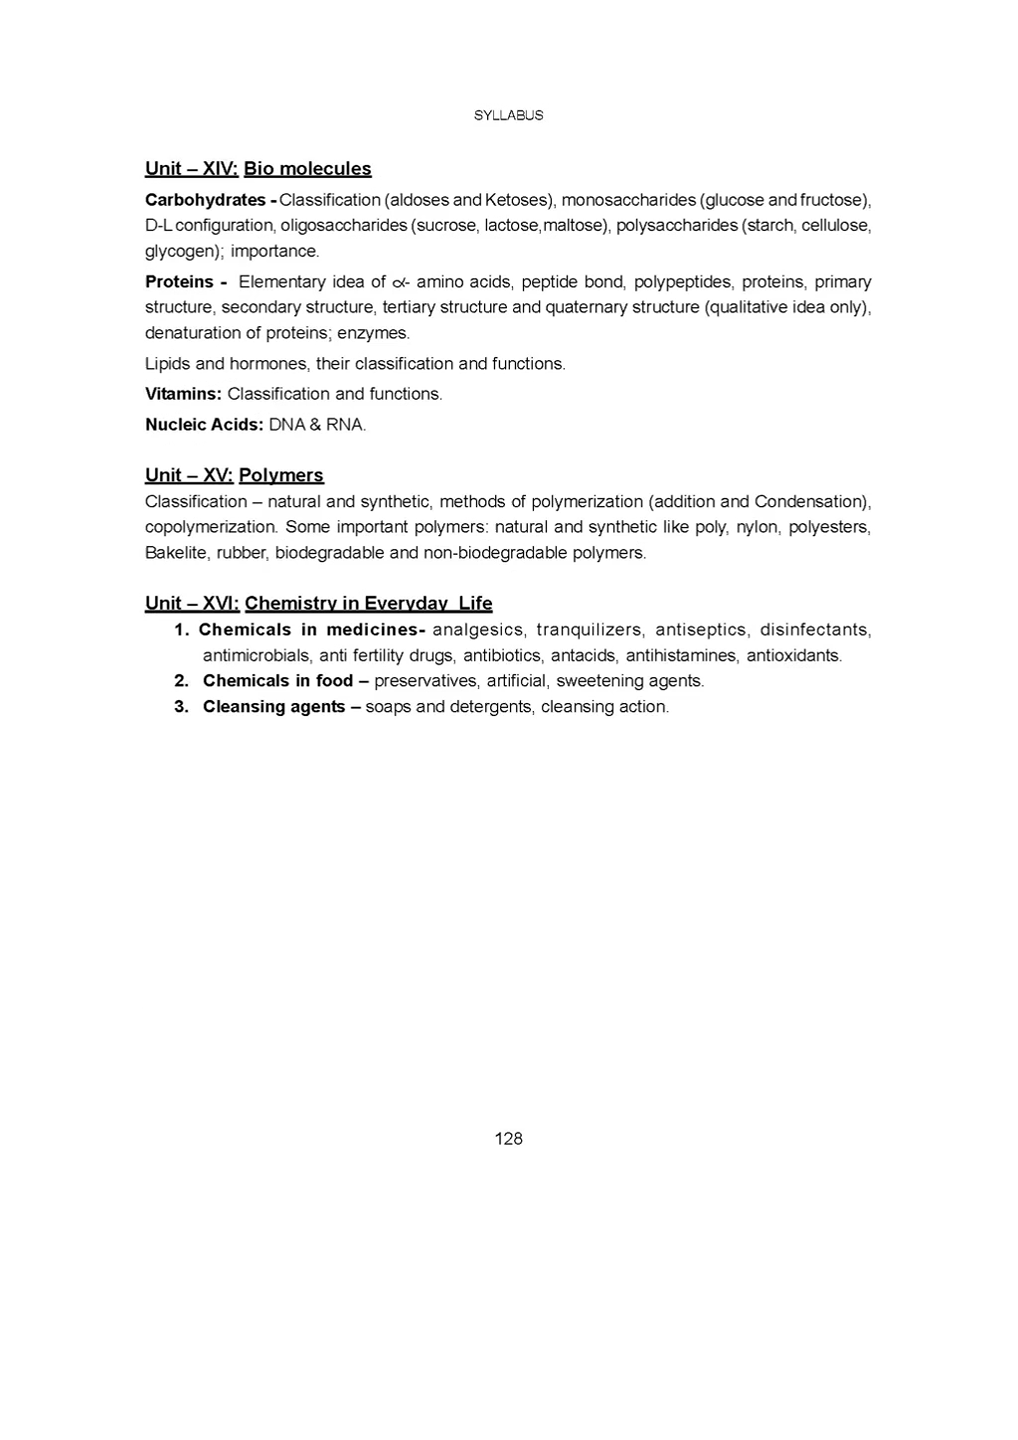 SYLLABUS
Unit – XIV: Bio molecules
Carbohydrates - Classification (aldoses and Ketoses), monosaccharides (glucose and fructose),
D-L configuration, oligosaccharides (sucrose, lactose,maltose), polysaccharides (starch, cellulose,
glycogen); importance.
Proteins - Elementary idea of α- amino acids, peptide bond, polypeptides, proteins, primary
structure, secondary structure, tertiary structure and quaternary structure (qualitative idea only),
denaturation of proteins; enzymes.
Lipids and hormones, their classification and functions.
Vitamins: Classification and functions.
Nucleic Acids: DNA & RNA.
Unit – XV: Polymers
Classification – natural and synthetic, methods of polymerization (addition and Condensation),
copolymerization. Some important polymers: natural and synthetic like poly, nylon, polyesters,
Bakelite, rubber, biodegradable and non-biodegradable polymers.
Unit – XVI: Chemistry in Everyday Life
1. Chemicals in medicines- analgesics, tranquilizers, antiseptics, disinfectants,
antimicrobials, anti fertility drugs, antibiotics, antacids, antihistamines, antioxidants.
2. Chemicals in food – preservatives, artificial, sweetening agents.
3. Cleansing agents – soaps and detergents, cleansing action.
128